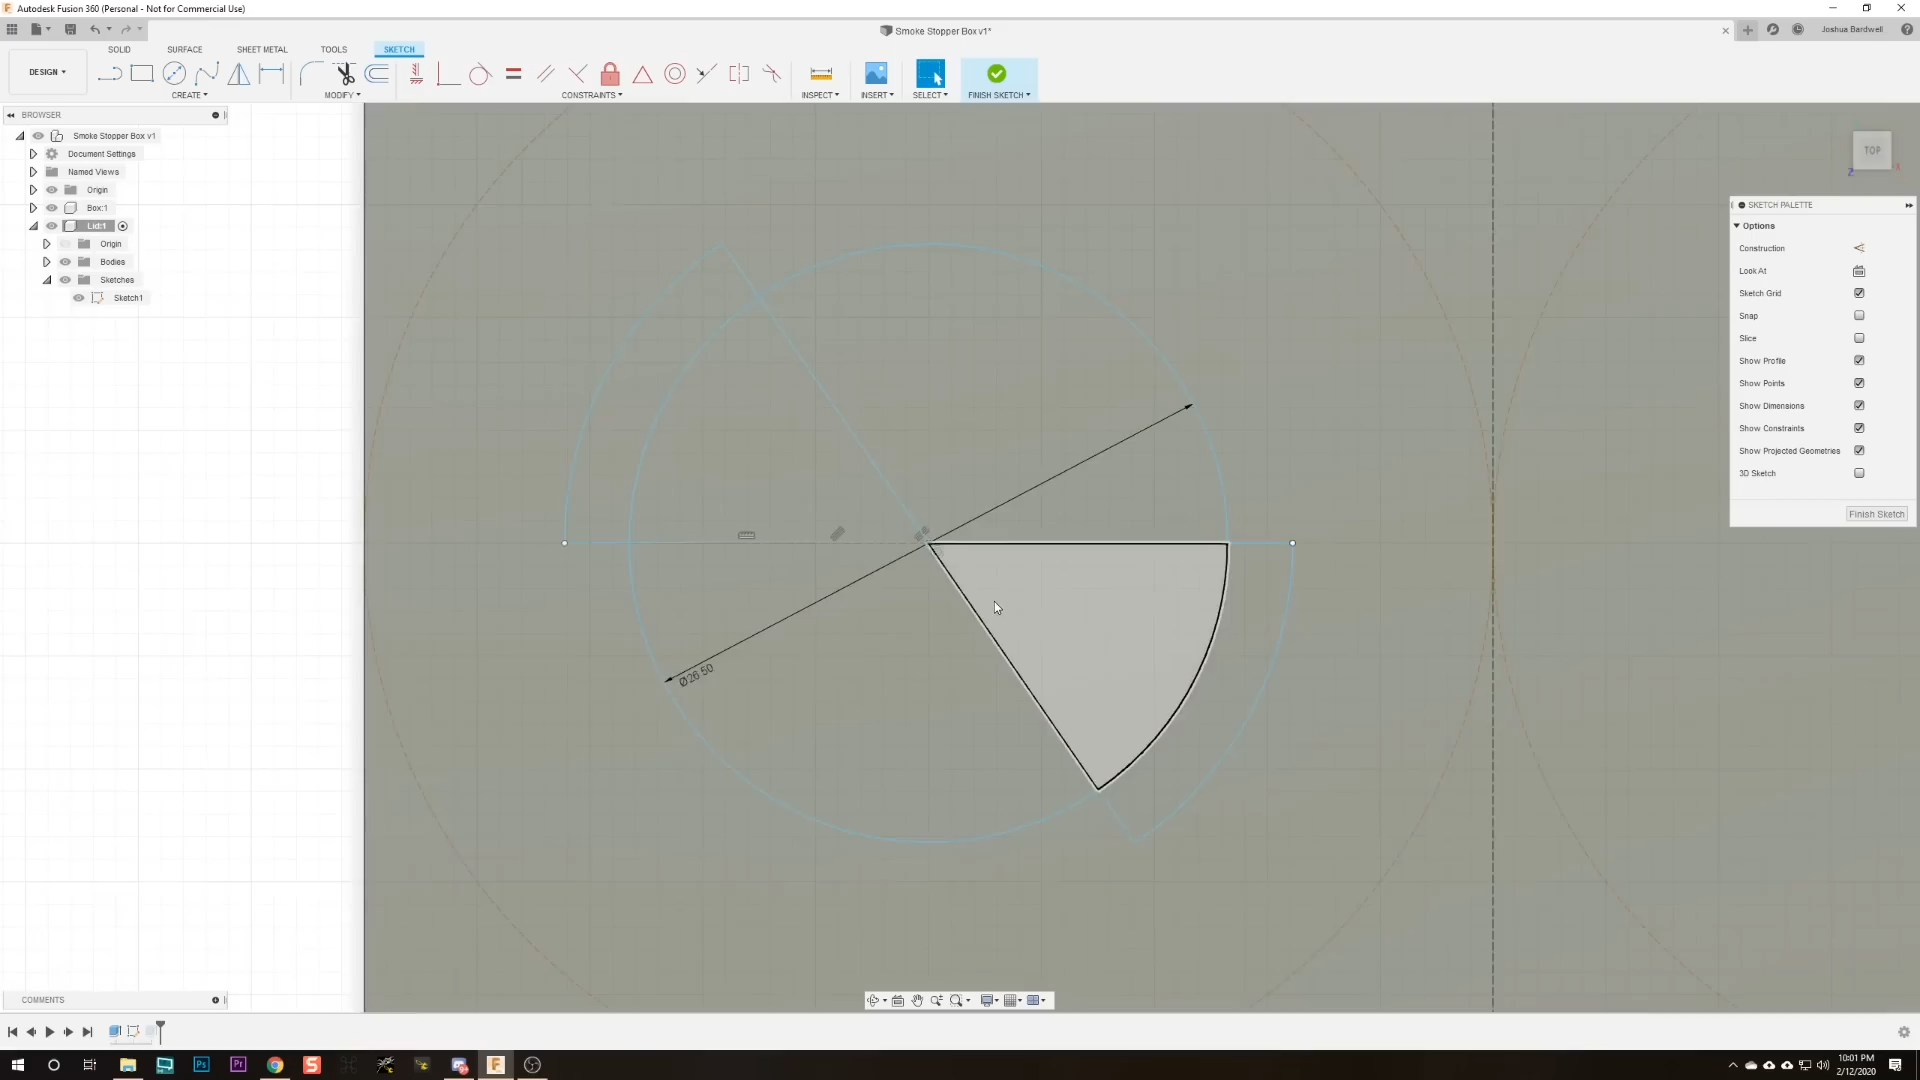 Autodesk Fusion 360 (Personal - Not for Commercial Use)
Smoke Stopper Box v1*
Joshua Bardwell
SOLID SURFACE SHEET METAL TOOLS SKETCH
DESIGN
CREATE MODIFY CONSTRAINTS INSPECT INSERT SELECT FINISH SKETCH
BROWSER
Smoke Stopper Box v1
Document Settings
Named Views
Origin
Box:1
Lid:1
Origin
Bodies
Sketches
Sketch1
Ø26.50
TOP
X
Z
SKETCH PALETTE
Options
Construction
Look At
Sketch Grid
Snap
Slice
Show Profile
Show Points
Show Dimensions
Show Constraints
Show Projected Geometries
3D Sketch
Finish Sketch
COMMENTS
Ps
Pr
S
F
10:01 PM
2/12/2020